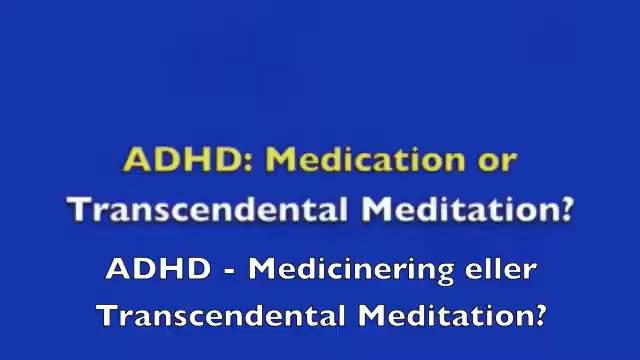 ADHD: Medication or
Transcendental Meditation?
ADHD - Medicinering eller
Transcendental Meditation?